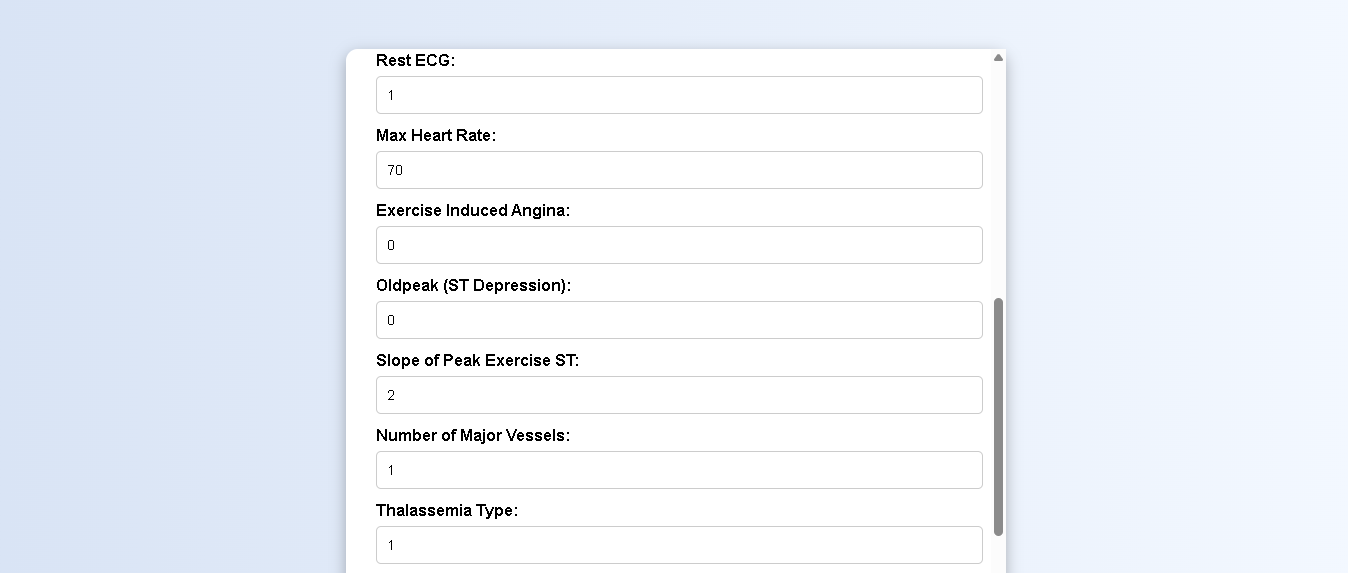 Rest ECG:
1
Max Heart Rate:
70
Exercise Induced Angina:
0
Oldpeak (ST Depression):
0
Slope of Peak Exercise ST:
2
Number of Major Vessels:
1
Thalassemia Type:
1